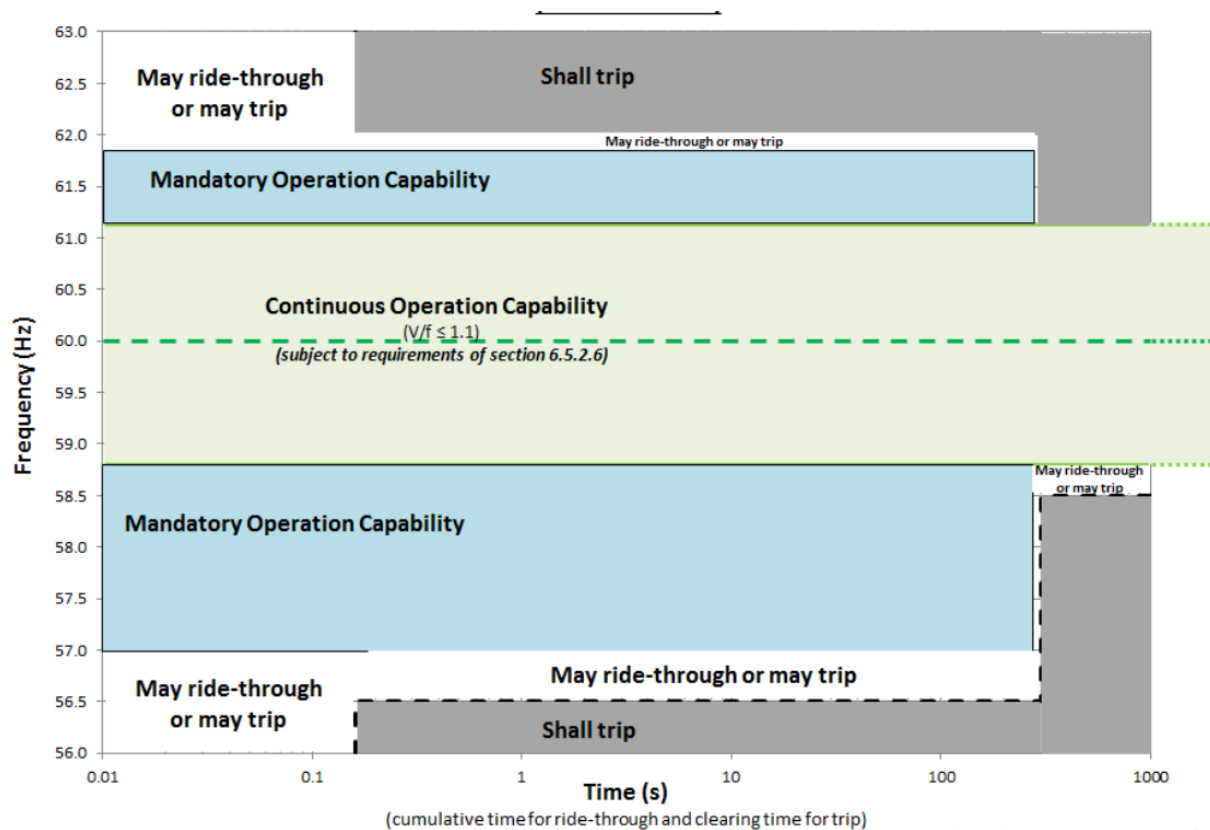 63.0
May ride-through
or may trip
Shall trip
62.5
62.0
May ride-through or may trip
Mandatory Operation Capability
61.5
61.0
60.5
Continuous Operation Capability
(V/f ≤ 1.1)
60.0
(subject to requirements of section 6.5.2.6)
59.5
59.0
Frequency (Hz)
May ride-through
or may trip
58.5
Mandatory Operation Capability
58.0
57.5
57.0
May ride-through
or may trip
May ride-through or may trip
56.5
Shall trip
56.0
0.01 0.1 1 10 100 1000
Time (s)
(cumulative time for ride-through and clearing time for trip)